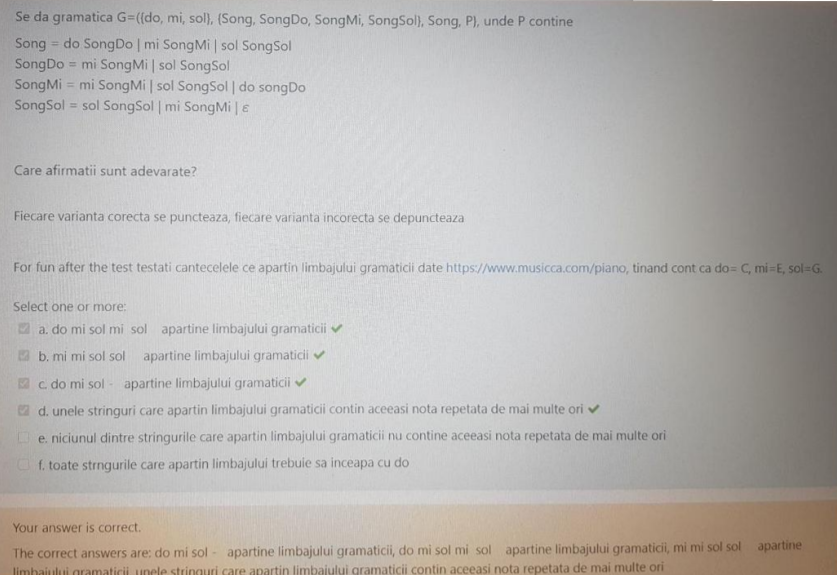 Se da gramatica G=({do, mi, sol}, {Song, SongDo, SongMi, SongSol}, Song, P}, unde P contine
Song = do SongDo | mi SongMi | sol SongSol
SongDo = mi SongMi | sol SongSol
SongMi = mi SongMi | sol SongSol | do songDo
SongSol = sol SongSol | mi SongMi | ε
Care afirmatii sunt adevarate?
Fiecare varianta corecta se puncteaza, fiecare varianta incorecta se depuncteaza
For fun after the test testati cantecelele ce apartin limbajului gramaticii date https://www.musicca.com/piano, tinand cont ca do= C, mi=E, sol=G.
Select one or more:
a. do mi sol mi sol apartine limbajului gramaticii ✔
b. mi mi sol sol apartine limbajului gramaticii ✔
c. do mi sol - apartine limbajului gramaticii ✔
d. unele stringuri care apartin limbajului gramaticii contin aceeasi nota repetata de mai multe ori ✔
e. niciunul dintre stringurile care apartin limbajului gramaticii nu contine aceeasi nota repetata de mai multe ori
f. toate strngurile care apartin limbajului trebuie sa inceapa cu do
Your answer is correct.
The correct answers are: do mi sol - apartine limbajului gramaticii, do mi sol mi sol apartine limbajului gramaticii, mi mi sol sol apartine
limbajului gramaticii, unele stringuri care apartin limbajului gramaticii contin aceeasi nota repetata de mai multe ori